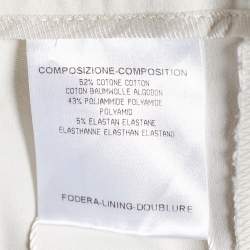 COMPOSIZIONE-COMPOSITION
52% COTONE COTTON
COTON BAUMWOLLE ALGODON
43% POLIAMMIDE POLYAMIDE
POLYAMID
5% ELASTAN ELASTANE
ELASTHANNE ELASTHAN ELASTANO
FODERA-LINING-DOUBLURE